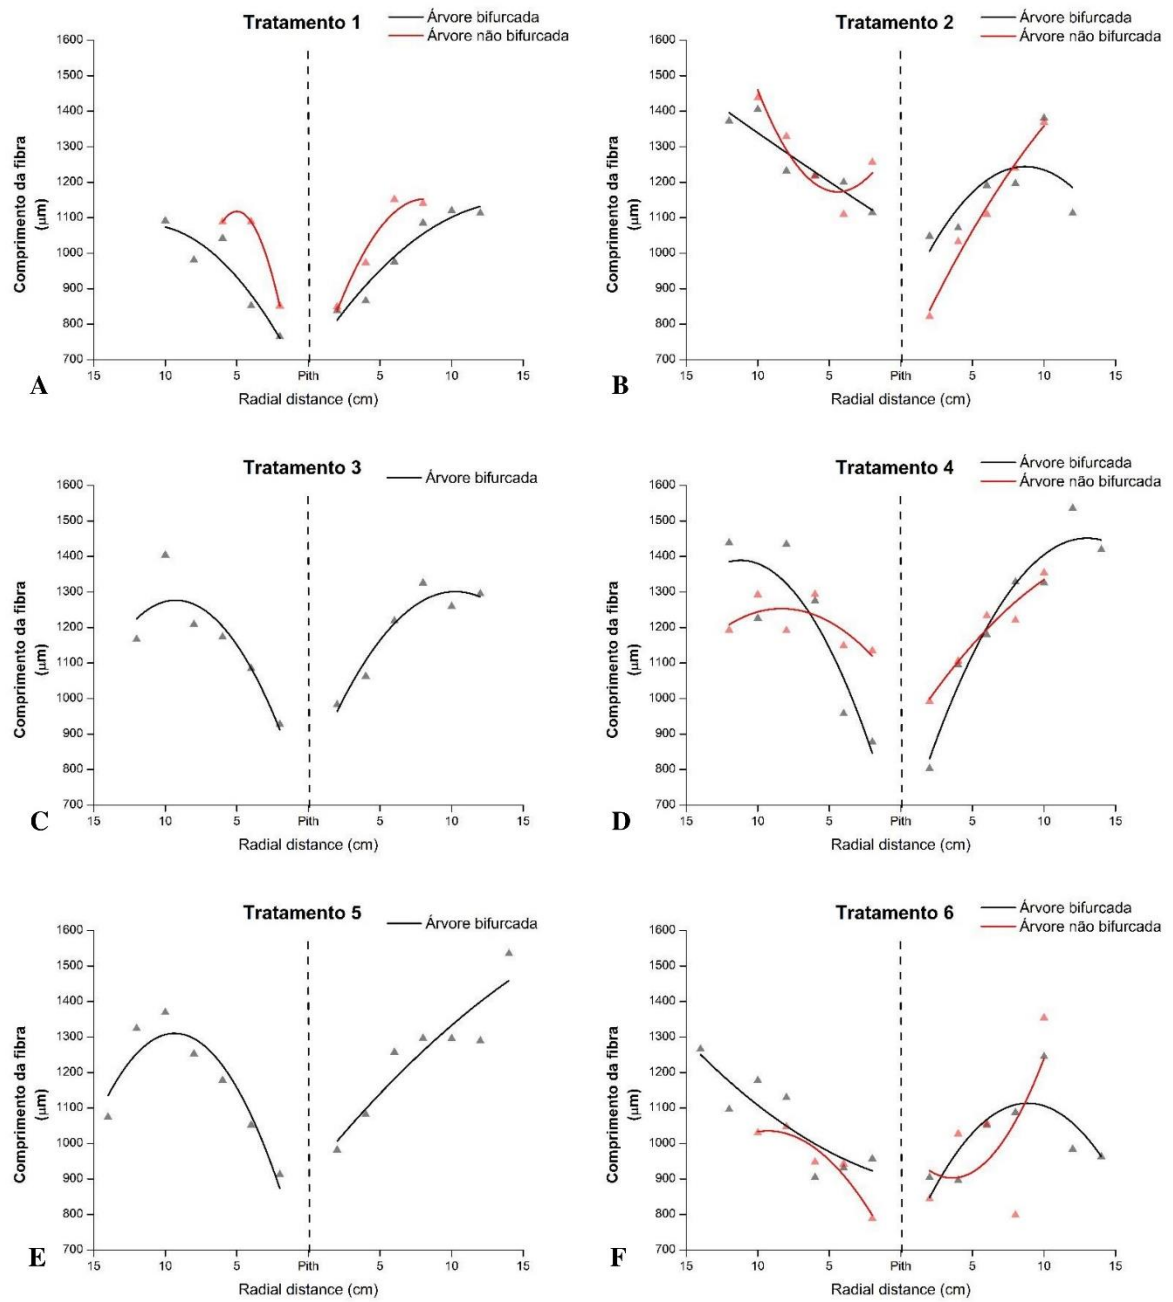 Tratamento 1
Árvore bifurcada
Árvore não bifurcada
1600
1500
1400
1300
1200
1100
1000
900
800
700
Comprimento da fibra
(μm)
15 10 5 Pith 5 10 15
Radial distance (cm)
A
Tratamento 2
Árvore bifurcada
Árvore não bifurcada
1600
1500
1400
1300
1200
1100
1000
900
800
700
Comprimento da fibra
(μm)
15 10 5 Pith 5 10 15
Radial distance (cm)
B
Tratamento 3
Árvore bifurcada
1600
1500
1400
1300
1200
1100
1000
900
800
700
Comprimento da fibra
(μm)
15 10 5 Pith 5 10 15
Radial distance (cm)
C
Tratamento 4
Árvore bifurcada
Árvore não bifurcada
1600
1500
1400
1300
1200
1100
1000
900
800
700
Comprimento da fibra
(μm)
15 10 5 Pith 5 10 15
Radial distance (cm)
D
Tratamento 5
Árvore bifurcada
1600
1500
1400
1300
1200
1100
1000
900
800
700
Comprimento da fibra
(μm)
15 10 5 Pith 5 10 15
Radial distance (cm)
E
Tratamento 6
Árvore bifurcada
Árvore não bifurcada
1600
1500
1400
1300
1200
1100
1000
900
800
700
Comprimento da fibra
(μm)
15 10 5 Pith 5 10 15
Radial distance (cm)
F